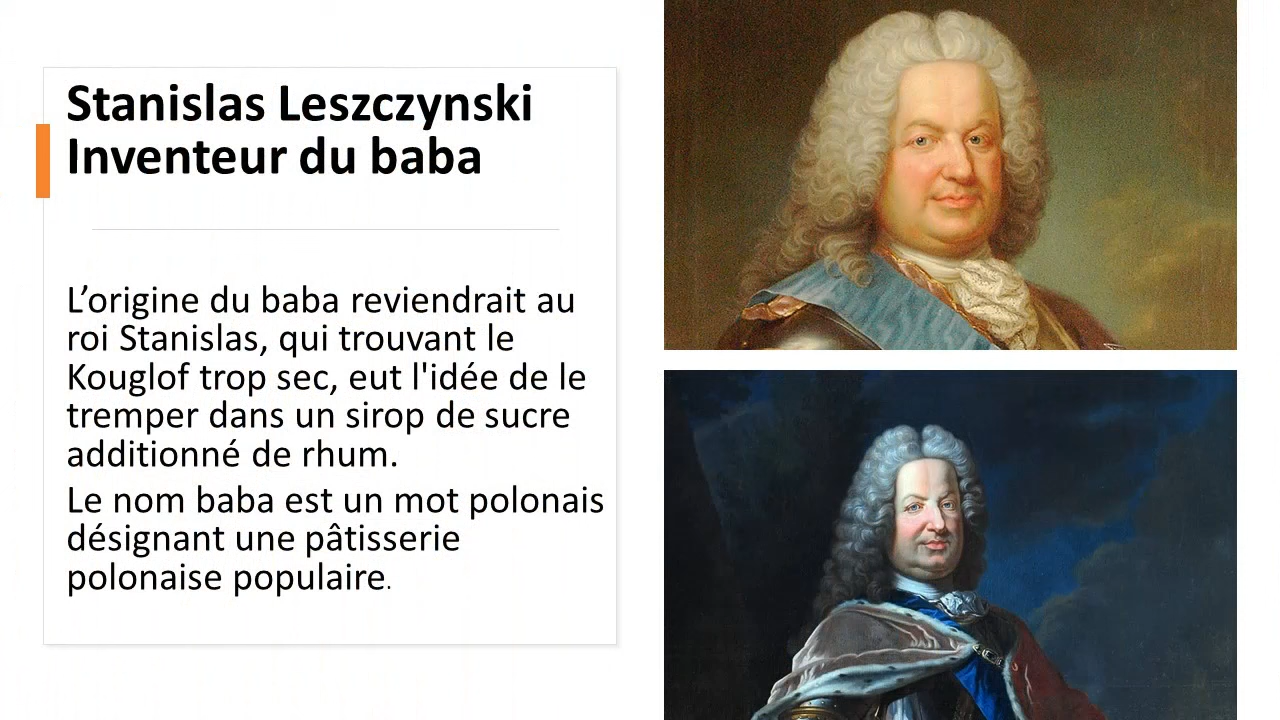 Stanislas Leszczynski
Inventeur du baba
L’origine du baba reviendrait au
roi Stanislas, qui trouvant le
Kouglof trop sec, eut l'idée de le
tremper dans un sirop de sucre
additionné de rhum.
Le nom baba est un mot polonais
désignant une pâtisserie
polonaise populaire.